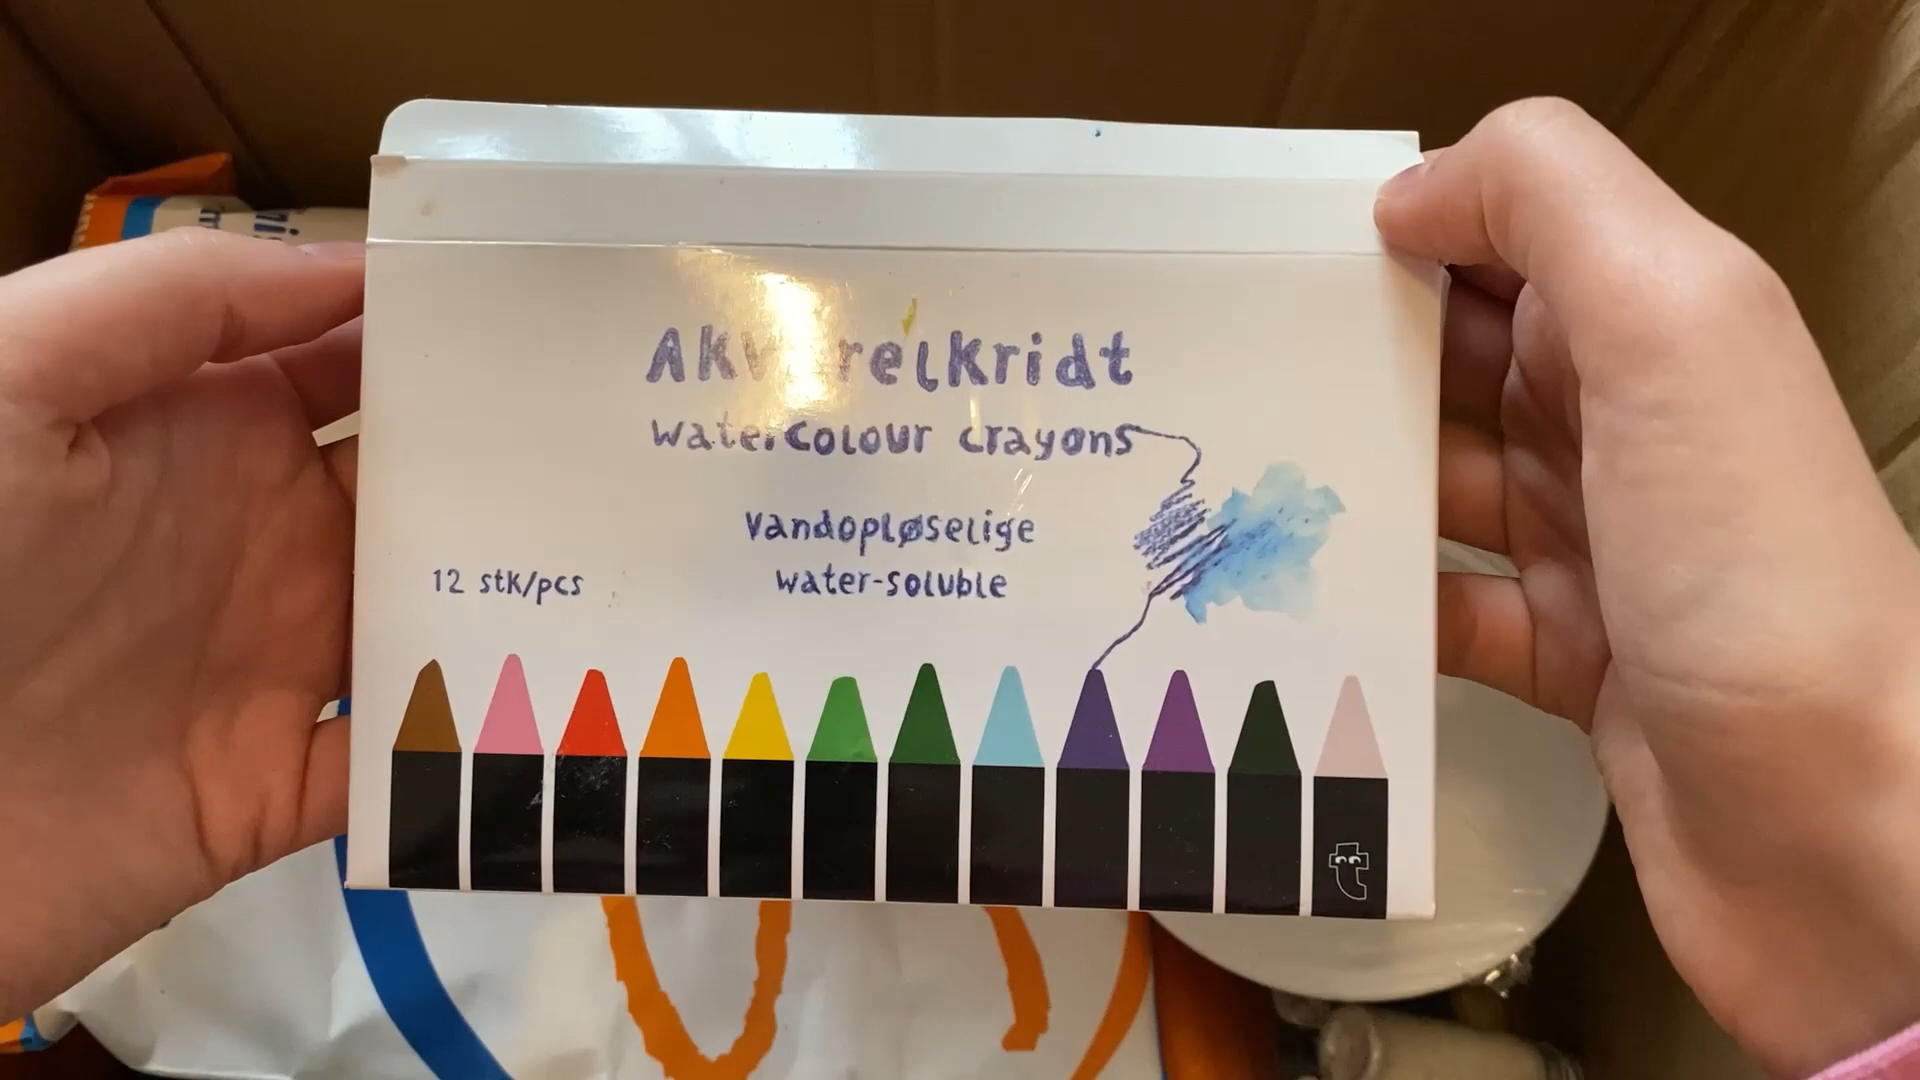 Akvarelkridt
watercolour crayons
vandopløselige
water-soluble
12 stk/pcs
t